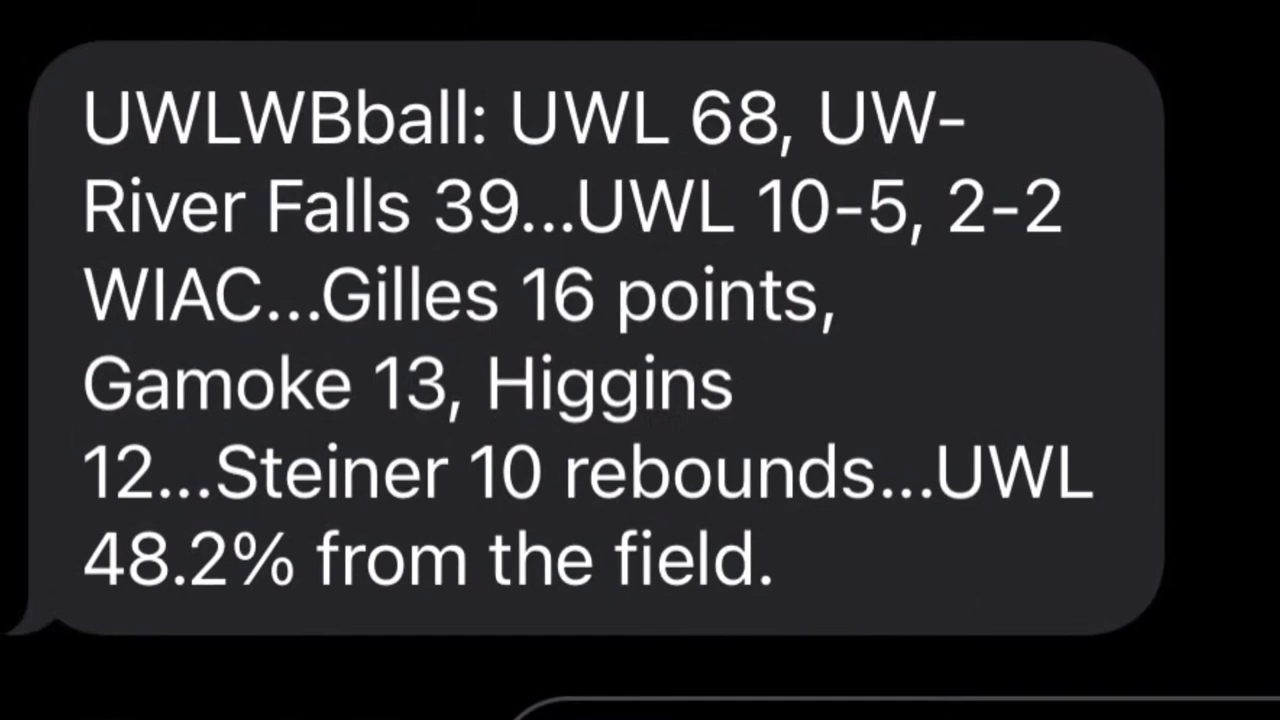 UWLWBball: UWL 68, UW-
River Falls 39...UWL 10-5, 2-2
WIAC...Gilles 16 points,
Gamoke 13, Higgins
12...Steiner 10 rebounds...UWL
48.2% from the field.